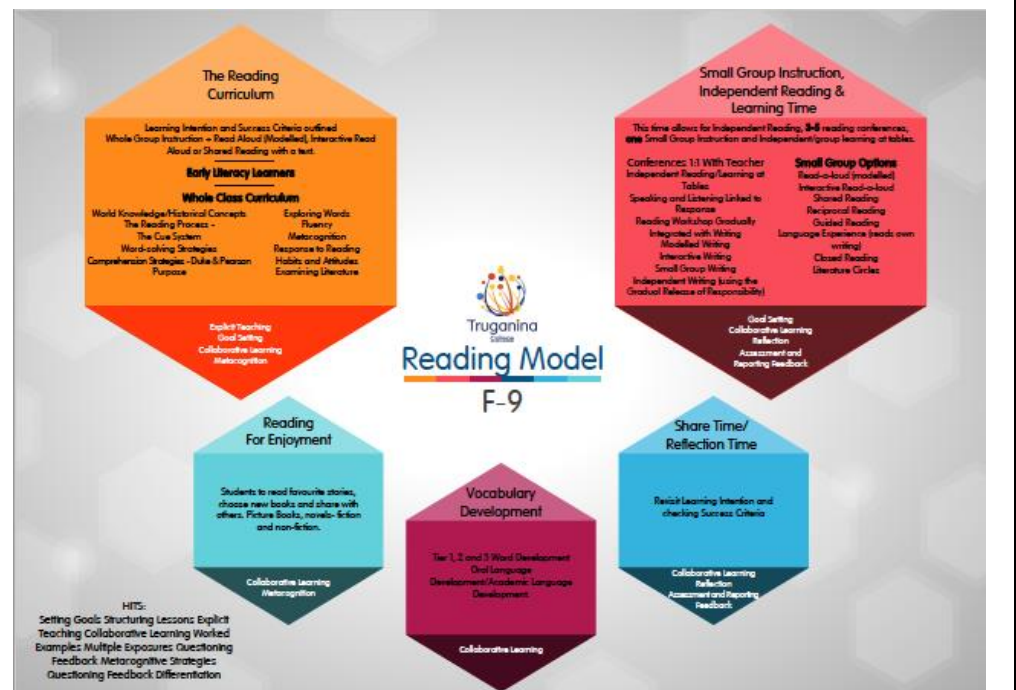 The Reading
Curriculum
Learning Intention and Success Criteria outlined
Whole Group Instruction + Read Aloud (Modelled), Interactive Read
Aloud or Shared Reading with a text.
Early Literacy Learners
Whole Class Curriculum
World Knowledge/Historical Concepts
The Reading Process -
The Cue System
Word-solving Strategies
Comprehension Strategies - Duke & Pearson
Purpose
Exploring Words
Fluency
Metacognition
Response to Reading
Habits and Attitudes
Examining Literature
Explicit Teaching
Goal Setting
Collaborative Learning
Metacognition
Small Group Instruction,
Independent Reading &
Learning Time
This time allows for Independent Reading, 3-5 reading conferences,
one Small Group Instruction and Independent/group learning at tables.
Conferences 1:1 With Teacher
Independent Reading/Learning at
Tables
Speaking and Listening Linked to
Response
Reading Workshop Gradually
Integrated with Writing
Modelled Writing
Interactive Writing
Small Group Writing
Independent Writing (using the
Gradual Release of Responsibility)
Small Group Options
Read-a-loud (modelled)
Interactive Read-a-loud
Shared Reading
Reciprocal Reading
Guided Reading
Language Experience (reads own
writing)
Closed Reading
Literature Circles
Goal Setting
Collaborative Learning
Reflection
Assessment and
Reporting Feedback
Truganina
College
Reading Model
F-9
Reading
For Enjoyment
Students to read favourite stories,
choose new books and share with
others. Picture Books, novels- fiction
and non-fiction.
Collaborative Learning
Metacognition
Vocabulary
Development
Tier 1, 2 and 3 Word Development
Oral Language
Development/Academic Language
Development
Collaborative Learning
Share Time/
Reflection Time
Revisit Learning Intention and
checking Success Criteria
Collaborative Learning
Reflection
Assessment and Reporting
Feedback
HITS:
Setting Goals Structuring Lessons Explicit
Teaching Collaborative Learning Worked
Examples Multiple Exposures Questioning
Feedback Metacognitive Strategies
Questioning Feedback Differentiation